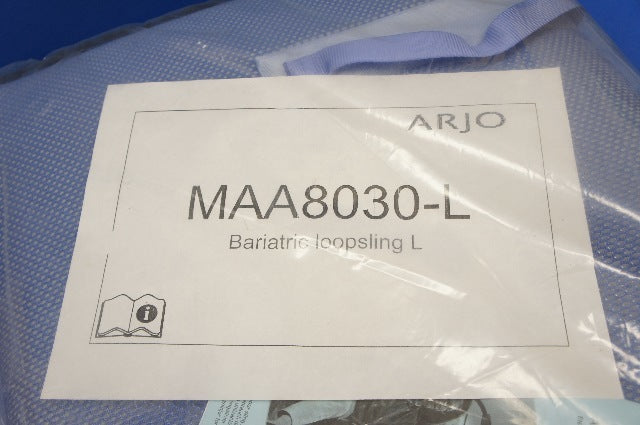 ARJO
MAA8030-L
Bariatric loopsling L
i